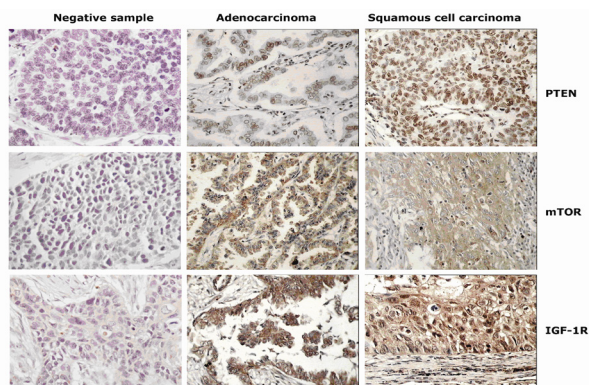 Negative sample Adenocarcinoma Squamous cell carcinoma
PTEN
mTOR
IGF-1R